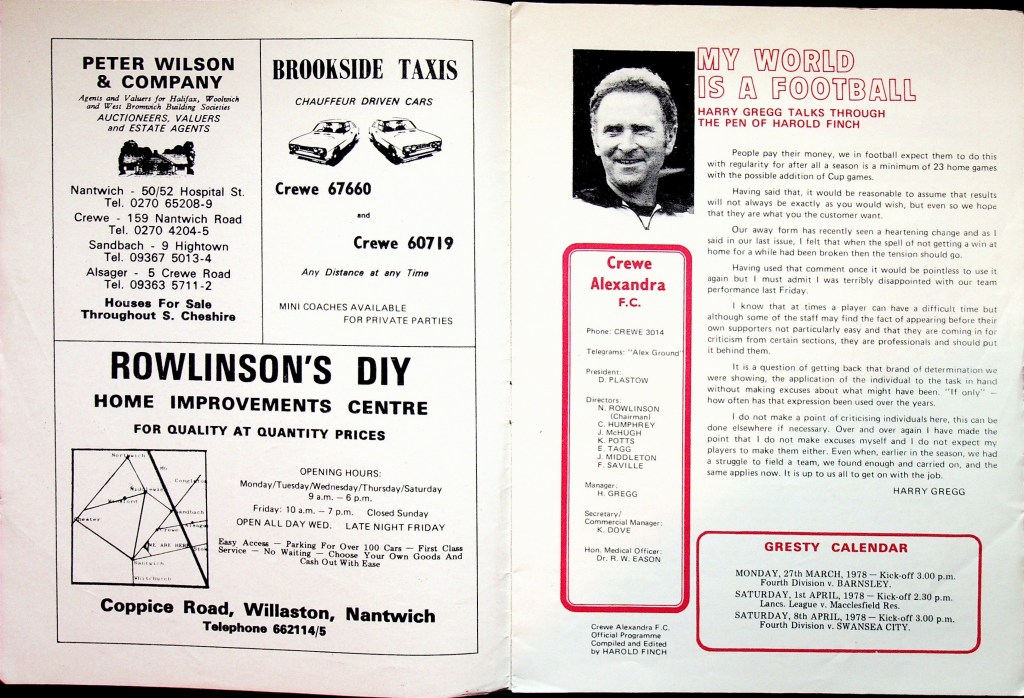 PETER WILSON
& COMPANY
Agents and Valuers for Halifax, Woolwich
and West Bromwich Building Societies
AUCTIONEERS, VALUERS
and ESTATE AGENTS
Nantwich - 50/52 Hospital St.
Tel. 0270 65208-9
Crewe - 159 Nantwich Road
Tel. 0270 4204-5
Sandbach - 9 Hightown
Tel. 09367 5013-4
Alsager - 5 Crewe Road
Tel. 09363 5711-2
Houses For Sale
Throughout S. Cheshire
BROOKSIDE TAXIS
CHAUFFEUR DRIVEN CARS
Crewe 67660
and
Crewe 60719
Any Distance at any Time
MINI COACHES AVAILABLE
FOR PRIVATE PARTIES
ROWLINSON'S DIY
HOME IMPROVEMENTS CENTRE
FOR QUALITY AT QUANTITY PRICES
OPENING HOURS:
Monday/Tuesday/Wednesday/Thursday/Saturday
9 a.m. – 6 p.m.
Friday: 10 a.m. – 7 p.m. Closed Sunday
OPEN ALL DAY WED. LATE NIGHT FRIDAY
Easy Access – Parking For Over 100 Cars – First Class
Service – No Waiting – Choose Your Own Goods And
Cash Out With Ease
WE ARE HERE
Nantwich
Whitchurch
Coppice Road, Willaston, Nantwich
Telephone 662114/5
MY WORLD
IS A FOOTBALL
HARRY GREGG TALKS THROUGH
THE PEN OF HAROLD FINCH
People pay their money, we in football expect them to do this
with regularity for after all a season is a minimum of 23 home games
with the possible addition of Cup games.
Having said that, it would be reasonable to assume that results
will not always be exactly as you would wish, but even so we hope
that they are what you the customer want.
Our away form has recently seen a heartening change and as I
said in our last issue, I felt that when the spell of not getting a win at
home for a while had been broken then the tension should go.
Having used that comment once it would be pointless to use it
again but I must admit I was terribly disappointed with our team
performance last Friday.
I know that at times a player can have a difficult time but
although some of the staff may find the fact of appearing before their
own supporters not particularly easy and that they are coming in for
criticism from certain sections, they are professionals and should put
it behind them.
It is a question of getting back that brand of determination we
were showing, the application of the individual to the task in hand
without making excuses about what might have been. "If only" –
how often has that expression been used over the years.
I do not make a point of criticising individuals here, this can be
done elsewhere if necessary. Over and over again I have made the
point that I do not make excuses myself and I do not expect my
players to make them either. Even when, earlier in the season, we had
a struggle to field a team, we found enough and carried on, and the
same applies now. It is up to us all to get on with the job.
HARRY GREGG
Crewe
Alexandra
F.C.
Phone: CREWE 3014
Telegrams: "Alex Ground"
President:
D. PLASTOW
Directors:
N. ROWLINSON
(Chairman)
C. HUMPHREY
J. McHUGH
K. POTTS
E. TAGG
J. MIDDLETON
F. SAVILLE
Manager:
H. GREGG
Secretary/
Commercial Manager:
K. DOVE
Hon. Medical Officer:
Dr. R. W. EASON
Crewe Alexandra F.C.
Official Programme
Compiled and Edited
by HAROLD FINCH
GRESTY CALENDAR
MONDAY, 27th MARCH, 1978 – Kick-off 3.00 p.m.
Fourth Division v. BARNSLEY.
SATURDAY, 1st APRIL, 1978 – Kick-off 2.30 p.m.
Lancs. League v. Macclesfield Res.
SATURDAY, 8th APRIL, 1978 – Kick-off 3.00 p.m.
Fourth Division v. SWANSEA CITY.